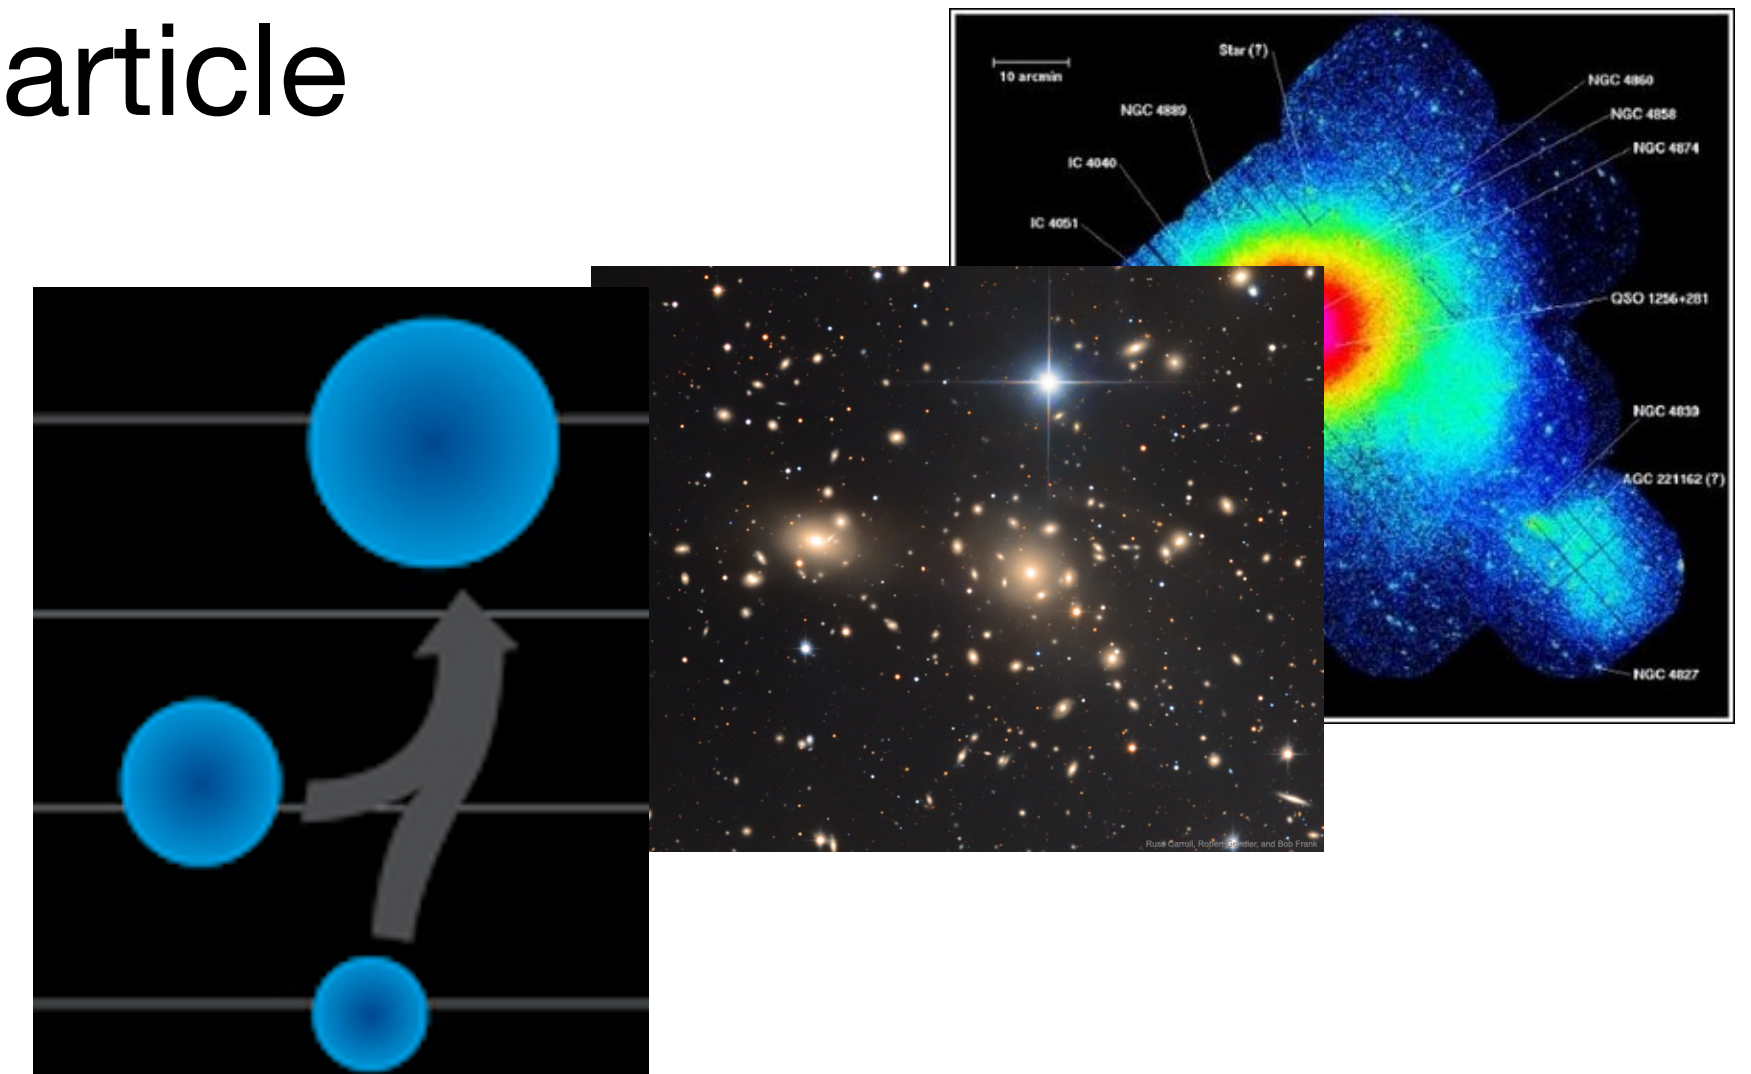 article
10 arcmin
Star (?)
NGC 4889
IC 4040
IC 4051
NGC 4860
NGC 4858
NGC 4874
QSO 1256+281
NGC 4839
AGC 221162 (?)
NGC 4827
Russ Carroll, Robert Gendler, and Bob Frank